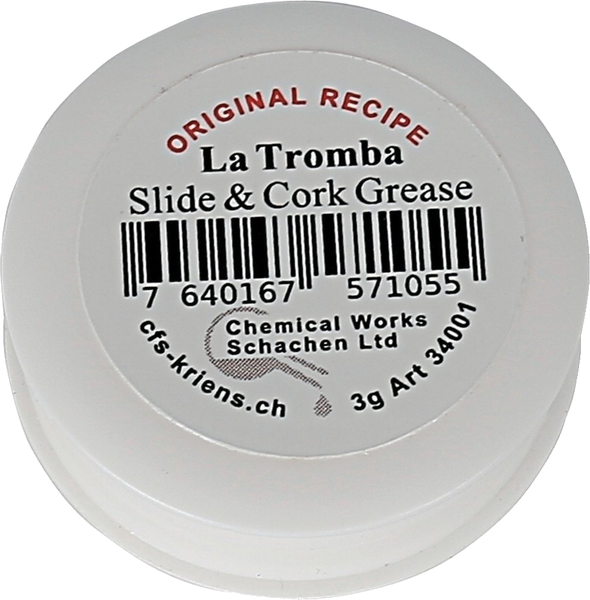 ORIGINAL RECIPE
La Tromba
Slide & Cork Grease
7 640167 571055
Chemical Works
Schachen Ltd
cfs-kriens.ch
3g Art 34001